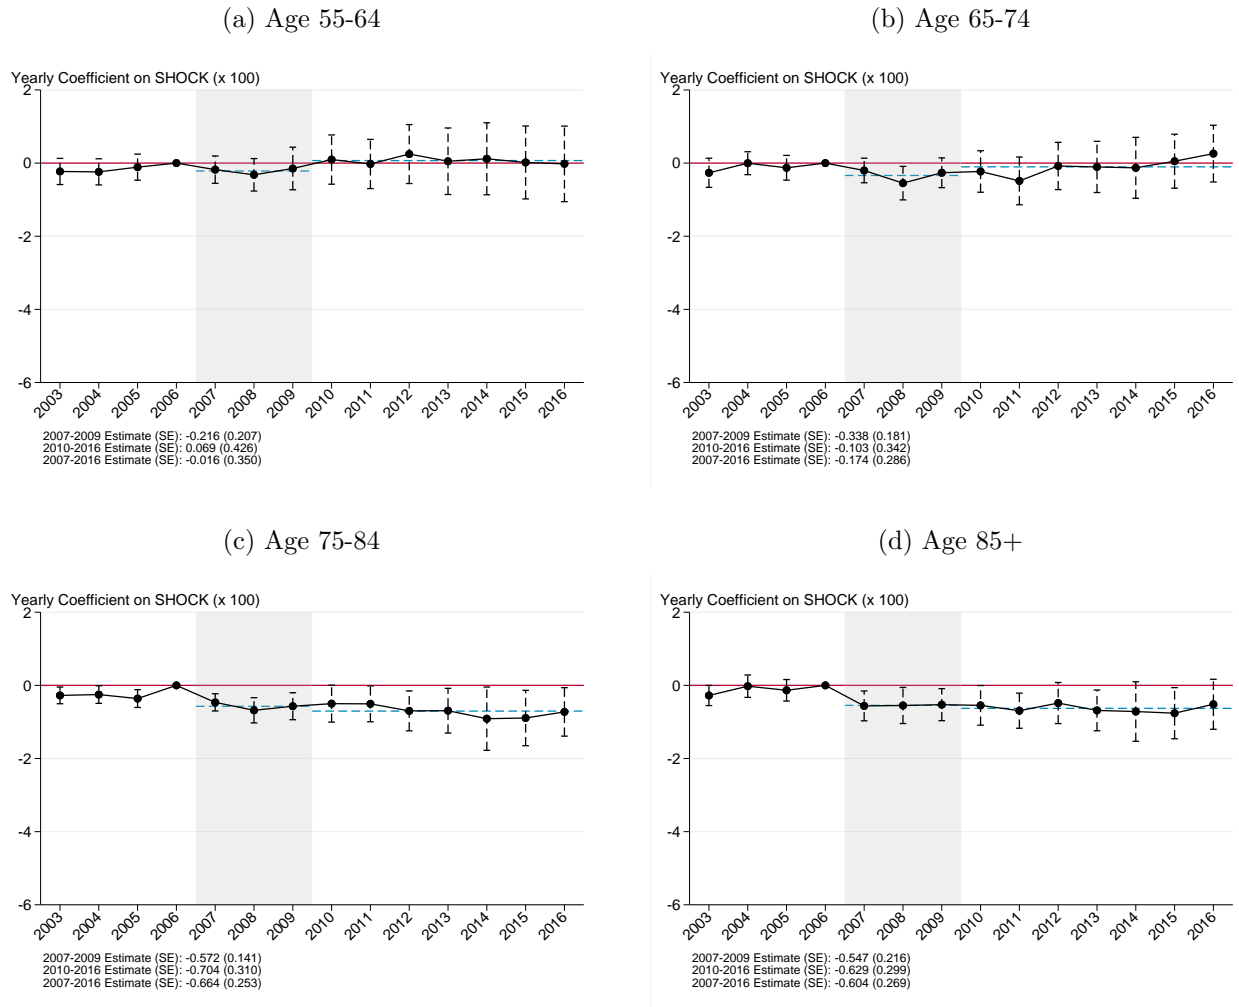 (a) Age 55-64
Yearly Coefficient on SHOCK (x 100)
2
0
-2
-4
-6
2003 2004 2005 2006 2007 2008 2009 2010 2011 2012 2013 2014 2015 2016
2007-2009 Estimate (SE): -0.216 (0.207)
2010-2016 Estimate (SE): 0.069 (0.426)
2007-2016 Estimate (SE): -0.016 (0.350)
(b) Age 65-74
Yearly Coefficient on SHOCK (x 100)
2
0
-2
-4
-6
2003 2004 2005 2006 2007 2008 2009 2010 2011 2012 2013 2014 2015 2016
2007-2009 Estimate (SE): -0.338 (0.181)
2010-2016 Estimate (SE): -0.103 (0.342)
2007-2016 Estimate (SE): -0.174 (0.286)
(c) Age 75-84
Yearly Coefficient on SHOCK (x 100)
2
0
-2
-4
-6
2003 2004 2005 2006 2007 2008 2009 2010 2011 2012 2013 2014 2015 2016
2007-2009 Estimate (SE): -0.572 (0.141)
2010-2016 Estimate (SE): -0.704 (0.310)
2007-2016 Estimate (SE): -0.664 (0.253)
(d) Age 85+
Yearly Coefficient on SHOCK (x 100)
2
0
-2
-4
-6
2003 2004 2005 2006 2007 2008 2009 2010 2011 2012 2013 2014 2015 2016
2007-2009 Estimate (SE): -0.547 (0.216)
2010-2016 Estimate (SE): -0.629 (0.299)
2007-2016 Estimate (SE): -0.604 (0.269)